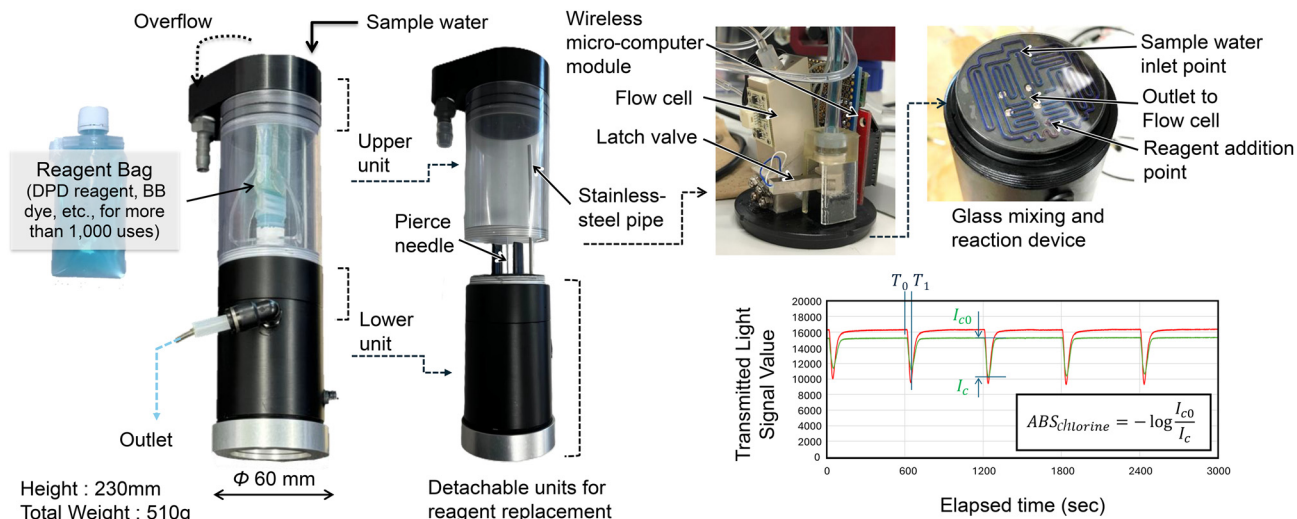 Overflow
Sample water
Reagent Bag
(DPD reagent, BB
dye, etc., for more
than 1,000 uses)
Upper
unit
Lower
unit
Outlet
Φ 60 mm
Height : 230mm
Total Weight : 510g
Pierce
needle
Stainless-
steel pipe
Detachable units for
reagent replacement
Wireless
micro-computer
module
Flow cell
Latch valve
Sample water
inlet point
Outlet to
Flow cell
Reagent addition
point
Glass mixing and
reaction device
T0 T1
Ic0
Ic
Transmitted Light
Signal Value
20000
18000
16000
14000
12000
10000
8000
6000
4000
2000
0
ABSChlorine = −log Ic0/Ic
0 600 1200 1800 2400 3000
Elapsed time (sec)